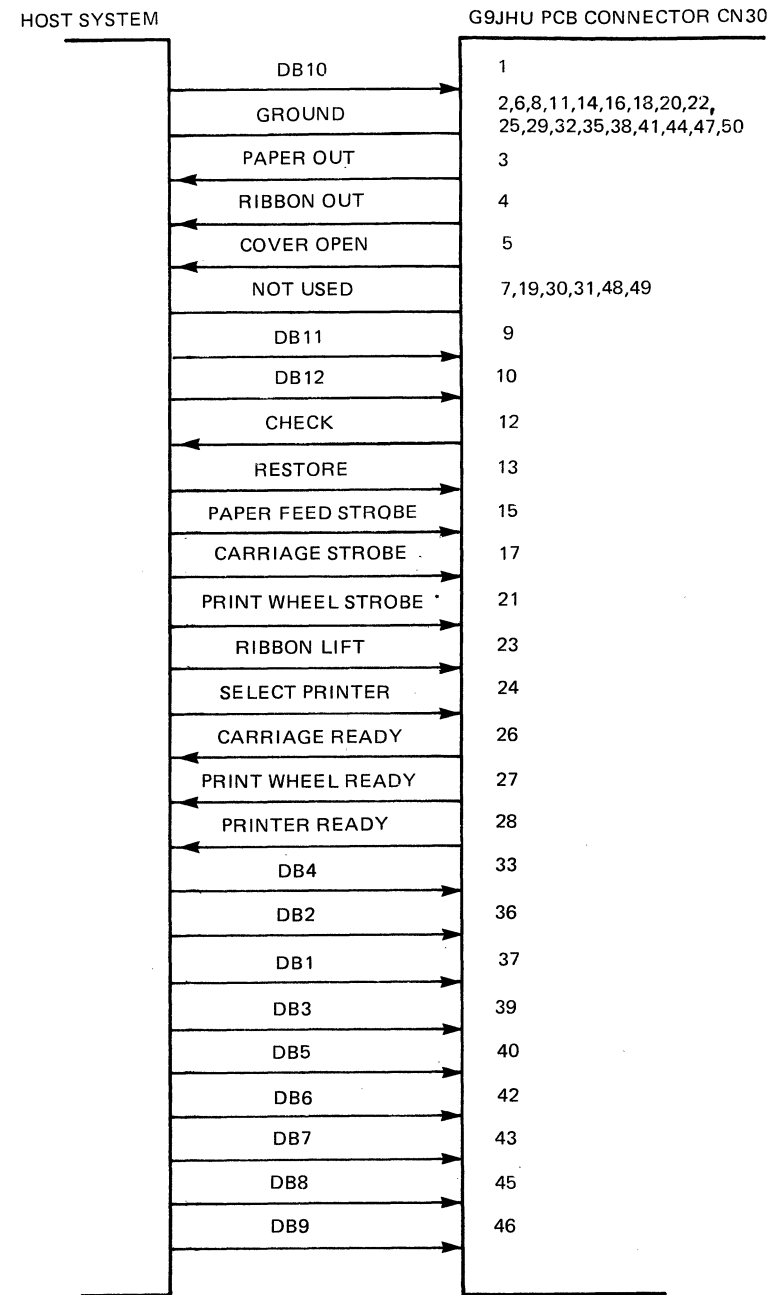 HOST SYSTEM G9JHU PCB CONNECTOR CN30
DB10 1
GROUND 2,6,8,11,14,16,18,20,22,
25,29,32,35,38,41,44,47,50
PAPER OUT 3
RIBBON OUT 4
COVER OPEN 5
NOT USED 7,19,30,31,48,49
DB11 9
DB12 10
CHECK 12
RESTORE 13
PAPER FEED STROBE 15
CARRIAGE STROBE 17
PRINT WHEEL STROBE 21
RIBBON LIFT 23
SELECT PRINTER 24
CARRIAGE READY 26
PRINT WHEEL READY 27
PRINTER READY 28
DB4 33
DB2 36
DB1 37
DB3 39
DB5 40
DB6 42
DB7 43
DB8 45
DB9 46